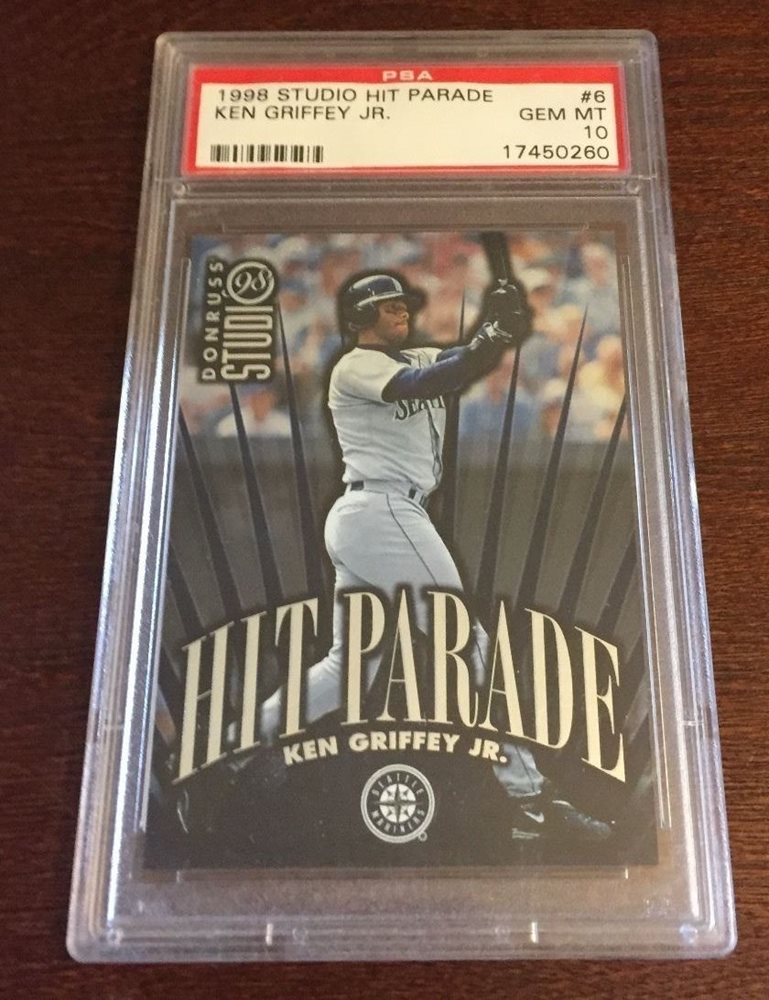 PSA
1998 STUDIO HIT PARADE #6
KEN GRIFFEY JR. GEM MT
10
17450260
DONRUSS
STUDIO 98
SEATT
HIT PARADE
KEN GRIFFEY JR.
SEATTLE
MARINERS